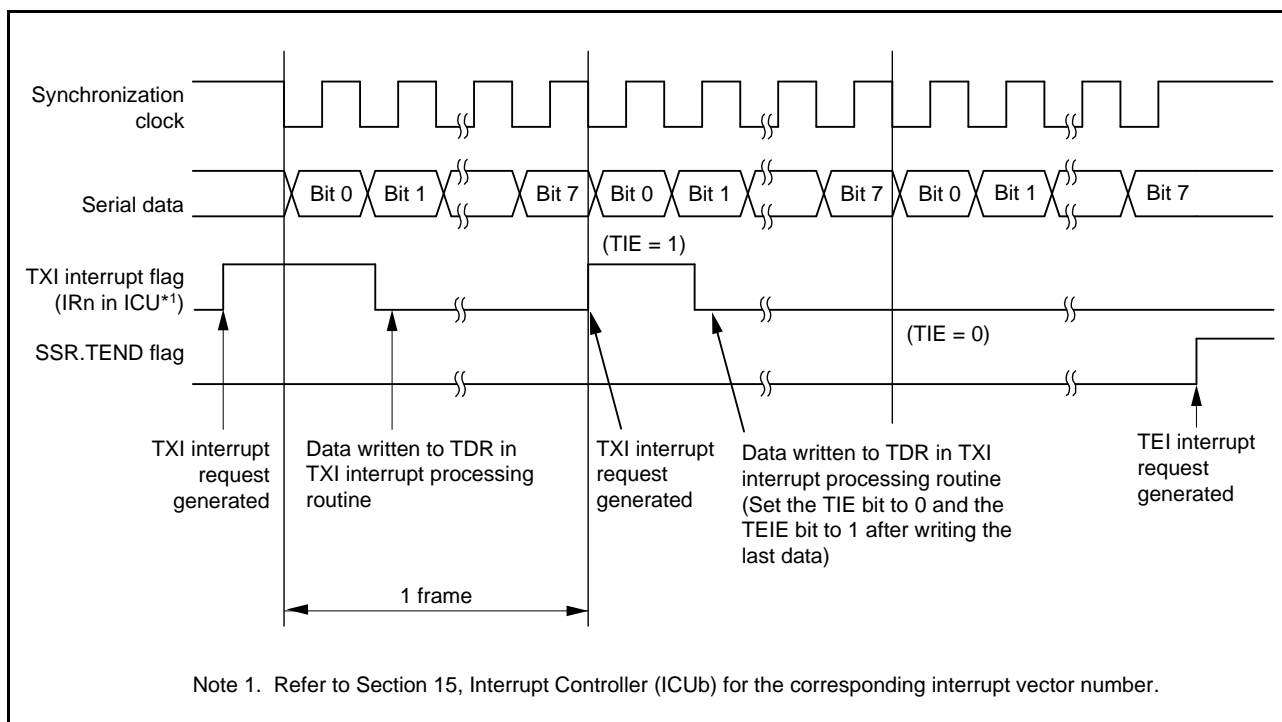 Synchronization
clock
Serial data
Bit 0 Bit 1 Bit 7 Bit 0 Bit 1 Bit 7 Bit 0 Bit 1 Bit 7
(TIE = 1)
TXI interrupt flag
(IRn in ICU*1)
(TIE = 0)
SSR.TEND flag
TXI interrupt
request
generated
Data written to TDR in
TXI interrupt processing
routine
TXI interrupt
request
generated
Data written to TDR in TXI
interrupt processing routine
(Set the TIE bit to 0 and the
TEIE bit to 1 after writing the
last data)
TEI interrupt
request
generated
1 frame
Note 1. Refer to Section 15, Interrupt Controller (ICUb) for the corresponding interrupt vector number.